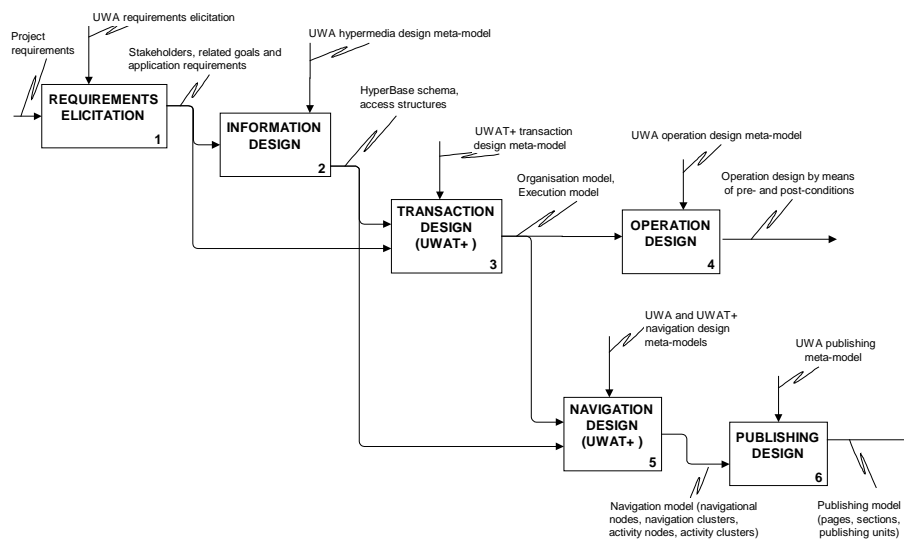 UWA requirements elicitation
Project
requirements
Stakeholders, related goals and
application requirements
UWA hypermedia design meta-model
REQUIREMENTS
ELICITATION
1
HyperBase schema,
access structures
INFORMATION
DESIGN
2
UWAT+ transaction
design meta-model
UWA operation design meta-model
Organisation model,
Execution model
Operation design by means
of pre- and post-conditions
TRANSACTION
DESIGN
(UWAT+ )
3
OPERATION
DESIGN
4
UWA and UWAT+
navigation design
meta-models
UWA publishing
meta-model
NAVIGATION
DESIGN
(UWAT+ )
5
PUBLISHING
DESIGN
6
Navigation model (navigational
nodes, navigation clusters,
activity nodes, activity clusters)
Publishing model
(pages, sections,
publishing units)